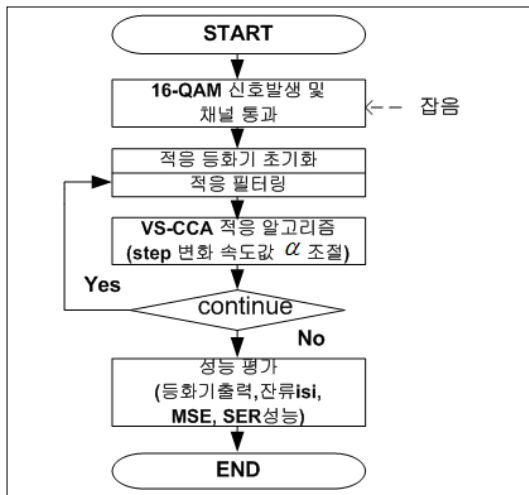 START
16-QAM 신호발생 및
채널 통과
잡음
적응 등화기 초기화
적응 필터링
VS-CCA 적응 알고리즘
(step 변화 속도값 α 조절)
Yes
continue
No
성능 평가
(등화기출력,잔류isi,
MSE, SER성능)
END